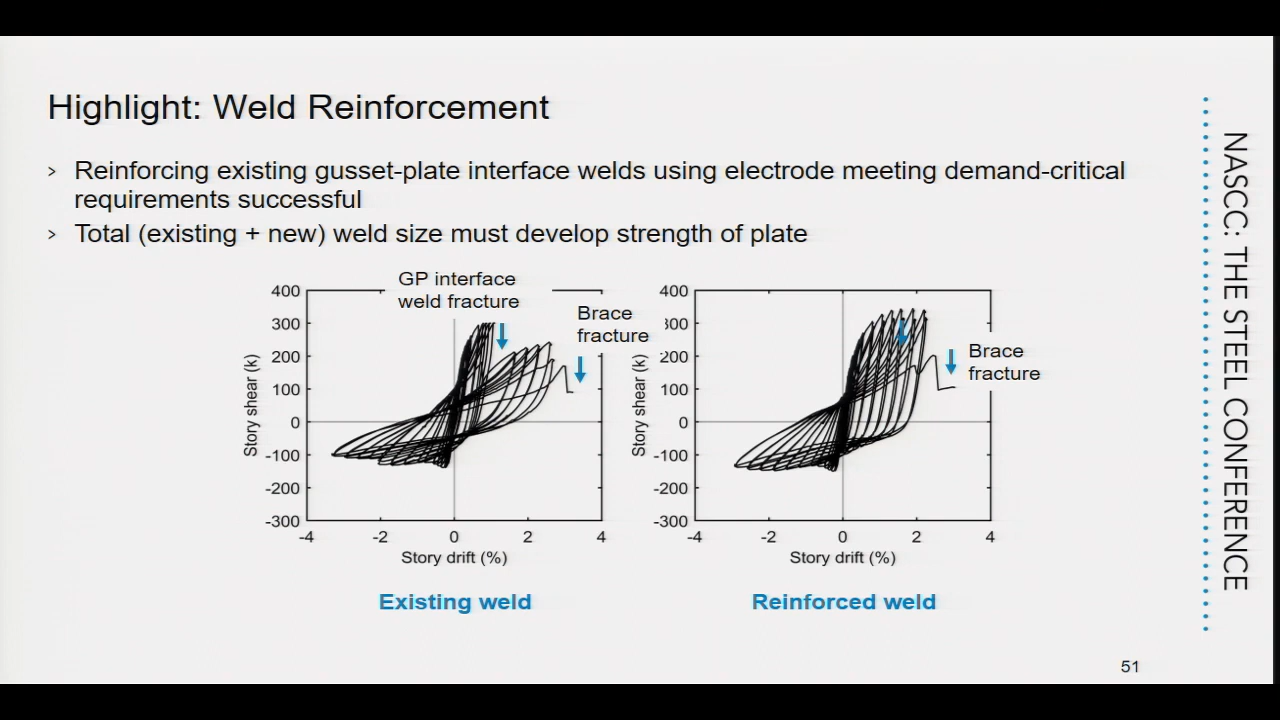 Highlight: Weld Reinforcement
> Reinforcing existing gusset-plate interface welds using electrode meeting demand-critical
requirements successful
> Total (existing + new) weld size must develop strength of plate
GP interface
weld fracture
Brace
fracture
400
300
200
100
0
-100
-200
-300
-4 -2 0 2 4
Story shear (k)
Story drift (%)
Existing weld
Brace
fracture
400
300
200
100
0
-100
-200
-300
-4 -2 0 2 4
Story shear (k)
Story drift (%)
Reinforced weld
NASCC: THE STEEL CONFERENCE
51